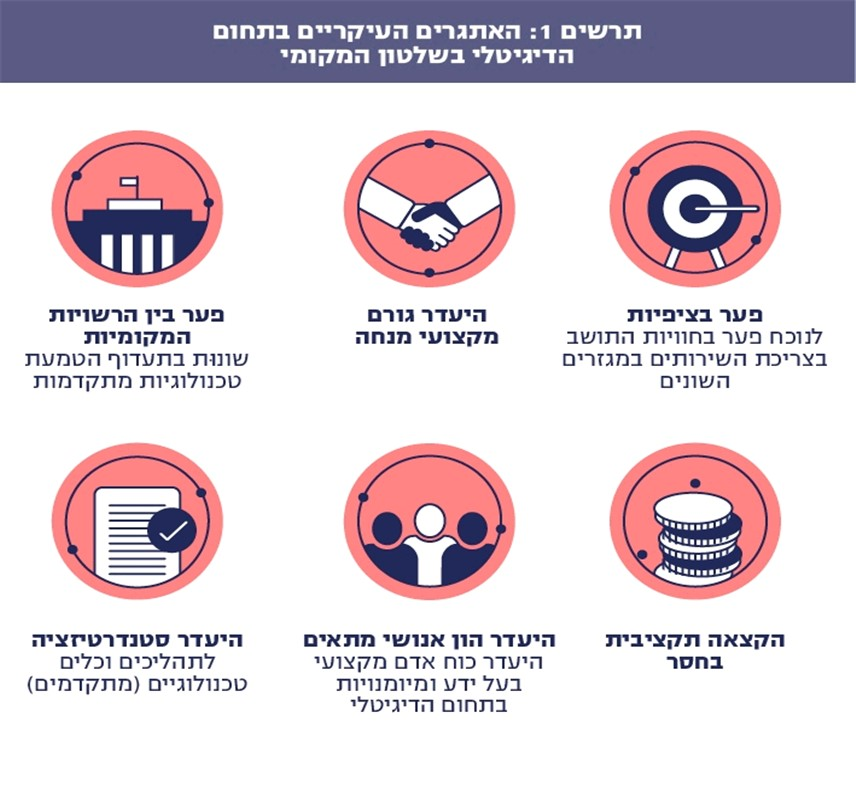 תרשים 1: האתגרים העיקריים בתחום
הדיגיטלי בשלטון המקומי
פער בציפיות
לנוכח פער בחוויות התושב
בצריכת השירותים במגזרים
השונים
היעדר גורם
מקצועי מנחה
פער בין הרשויות
המקומיות
שונוּת בתעדוף הטמעת
טכנולוגיות מתקדמות
הקצאה תקציבית
בחסר
היעדר הון אנושי מתאים
היעדר כוח אדם מקצועי
בעל ידע ומיומנויות
בתחום הדיגיטלי
היעדר סטנדרטיזציה
לתהליכים וכלים
טכנולוגיים (מתקדמים)